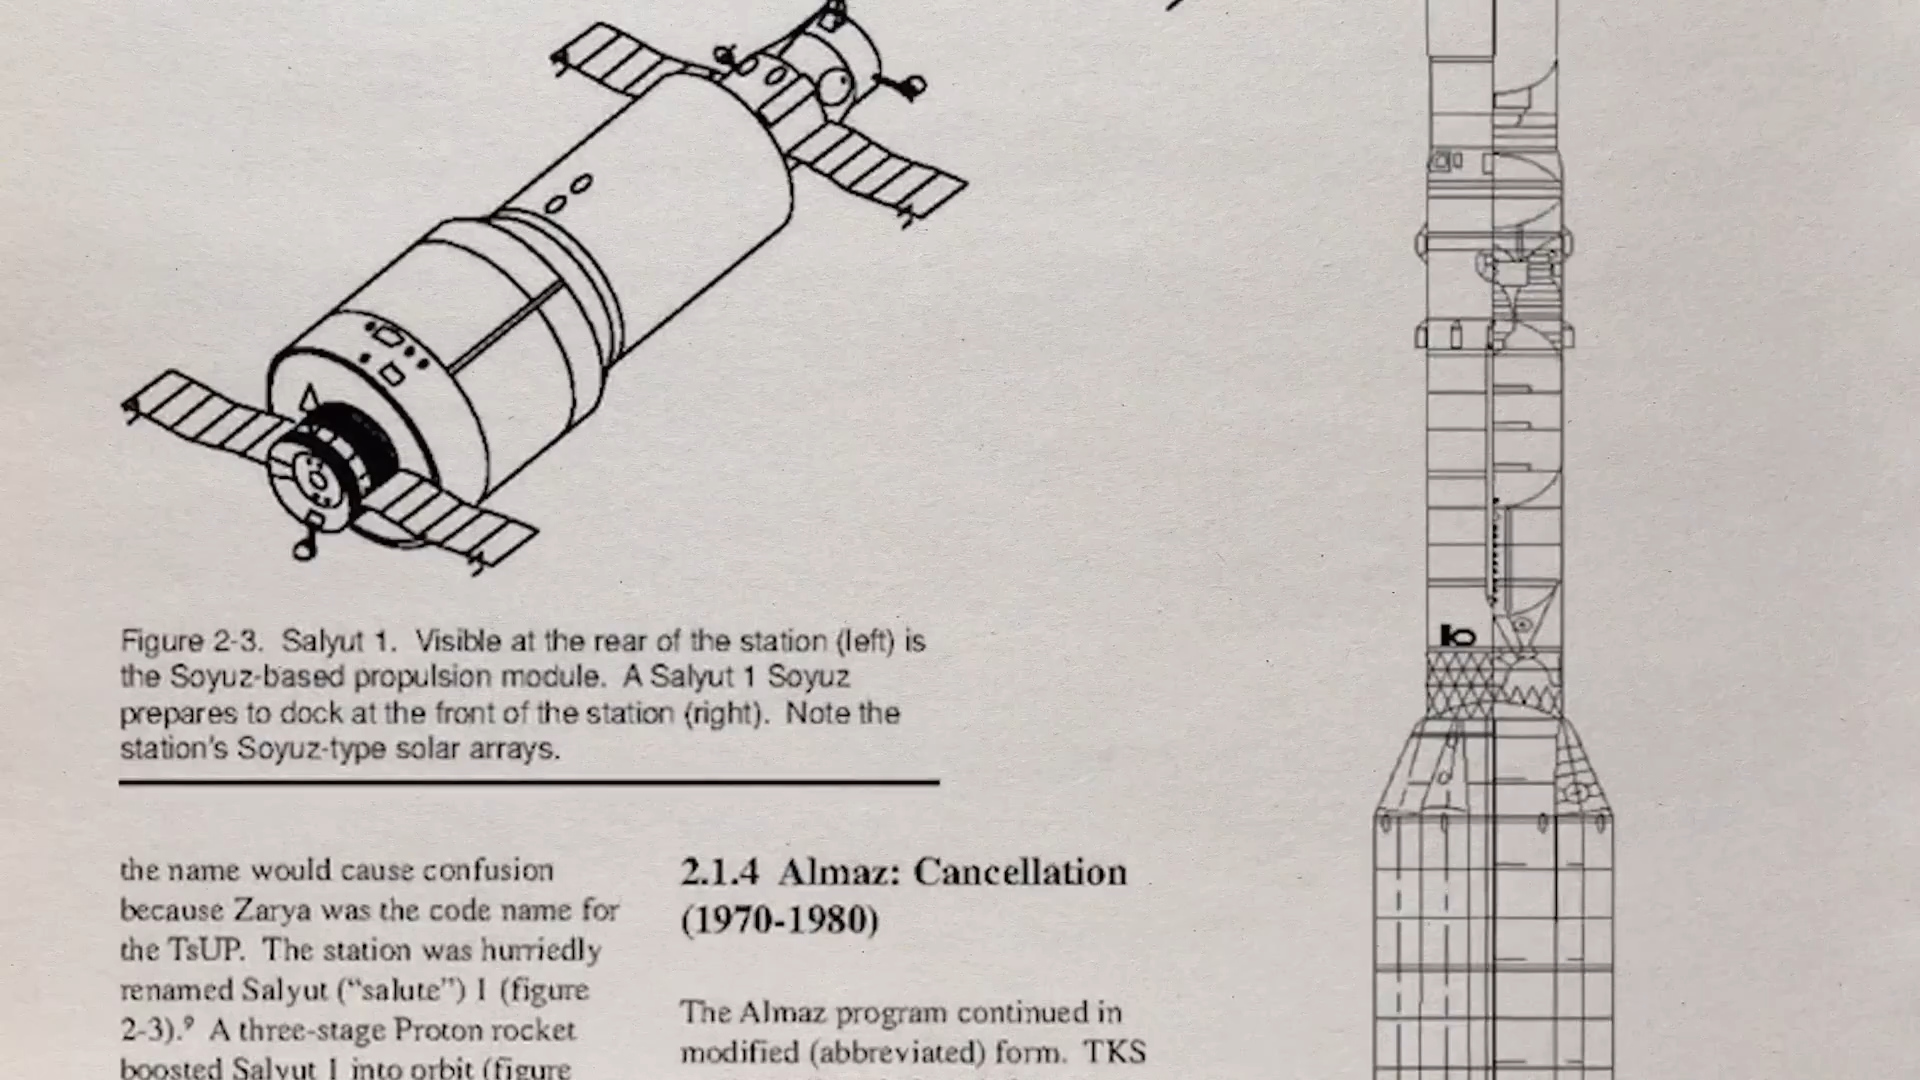 Figure 2-3. Salyut 1. Visible at the rear of the station (left) is
the Soyuz-based propulsion module. A Salyut 1 Soyuz
prepares to dock at the front of the station (right). Note the
station's Soyuz-type solar arrays.
the name would cause confusion
because Zarya was the code name for
the TsUP. The station was hurriedly
renamed Salyut (“salute”) 1 (figure
2-3).⁹ A three-stage Proton rocket
boosted Salyut 1 into orbit (figure
2.1.4 Almaz: Cancellation
(1970-1980)
The Almaz program continued in
modified (abbreviated) form. TKS